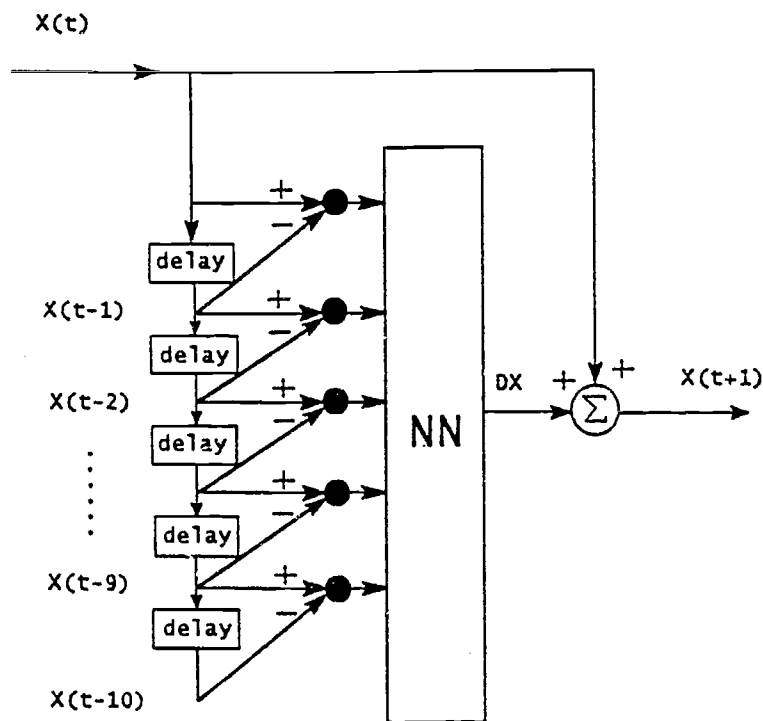 X(t)
+
−
delay
X(t-1)
+
−
delay
X(t-2)
+
−
delay
+
−
delay
X(t-9)
+
−
delay
X(t-10)
NN
DX
+
+
Σ
X(t+1)